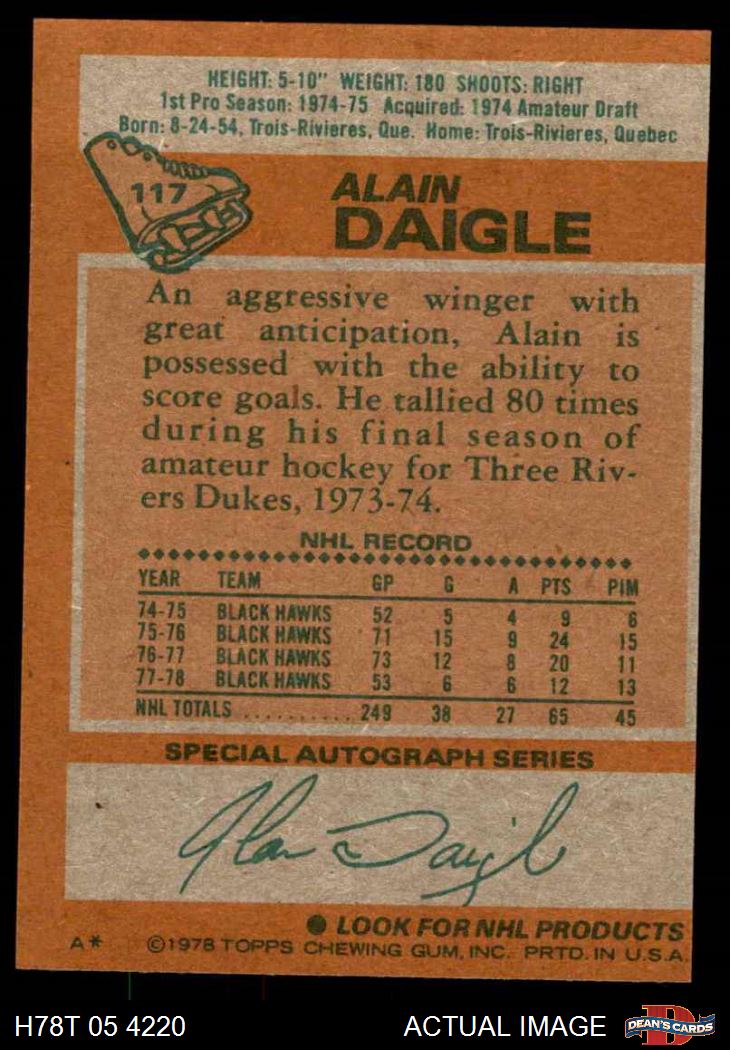 HEIGHT: 5-10" WEIGHT: 180 SHOOTS: RIGHT
1st Pro Season: 1974-75 Acquired: 1974 Amateur Draft
Born: 8-24-54, Trois-Rivieres, Que. Home: Trois-Rivieres, Quebec
117
ALAIN
DAIGLE
An aggressive winger with
great anticipation, Alain is
possessed with the ability to
score goals. He tallied 80 times
during his final season of
amateur hockey for Three Riv-
ers Dukes, 1973-74.
NHL RECORD
YEAR TEAM GP G A PTS PIM
74-75 BLACK HAWKS 52 5 4 9 6
75-76 BLACK HAWKS 71 15 9 24 15
76-77 BLACK HAWKS 73 12 8 20 11
77-78 BLACK HAWKS 53 6 6 12 13
NHL TOTALS .......... 249 38 27 65 45
SPECIAL AUTOGRAPH SERIES
Alain Daigle
● LOOK FOR NHL PRODUCTS
A* ©1978 TOPPS CHEWING GUM, INC. PRTD. IN U.S.A.
H78T 05 4220 ACTUAL IMAGE D DEAN'S CARDS